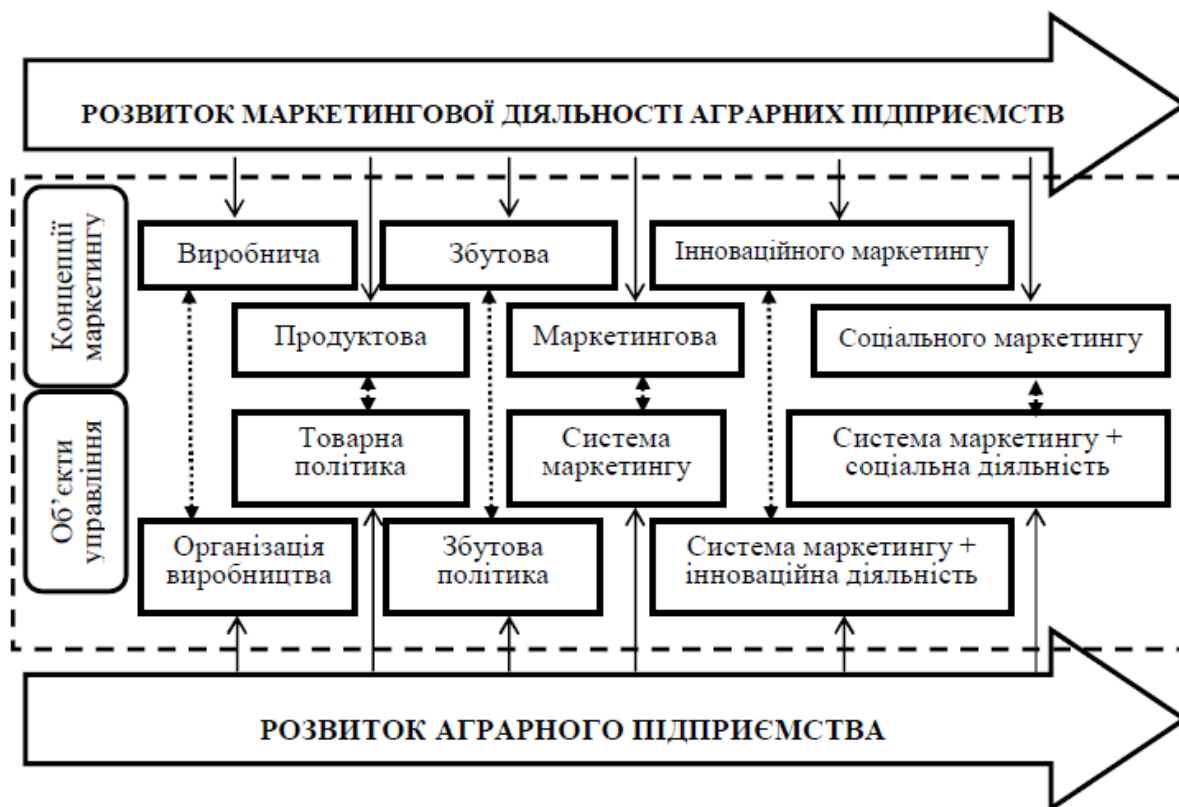 РОЗВИТОК МАРКЕТИНГОВОЇ ДІЯЛЬНОСТІ АГРАРНИХ ПІДПРИЄМСТВ
Концепції
маркетингу
Виробнича
Збутова
Інноваційного маркетингу
Продуктова
Маркетингова
Соціального маркетингу
Об’єкти
управління
Товарна
політика
Система
маркетингу
Система маркетингу +
соціальна діяльність
Організація
виробництва
Збутова
політика
Система маркетингу +
інноваційна діяльність
РОЗВИТОК АГРАРНОГО ПІДПРИЄМСТВА